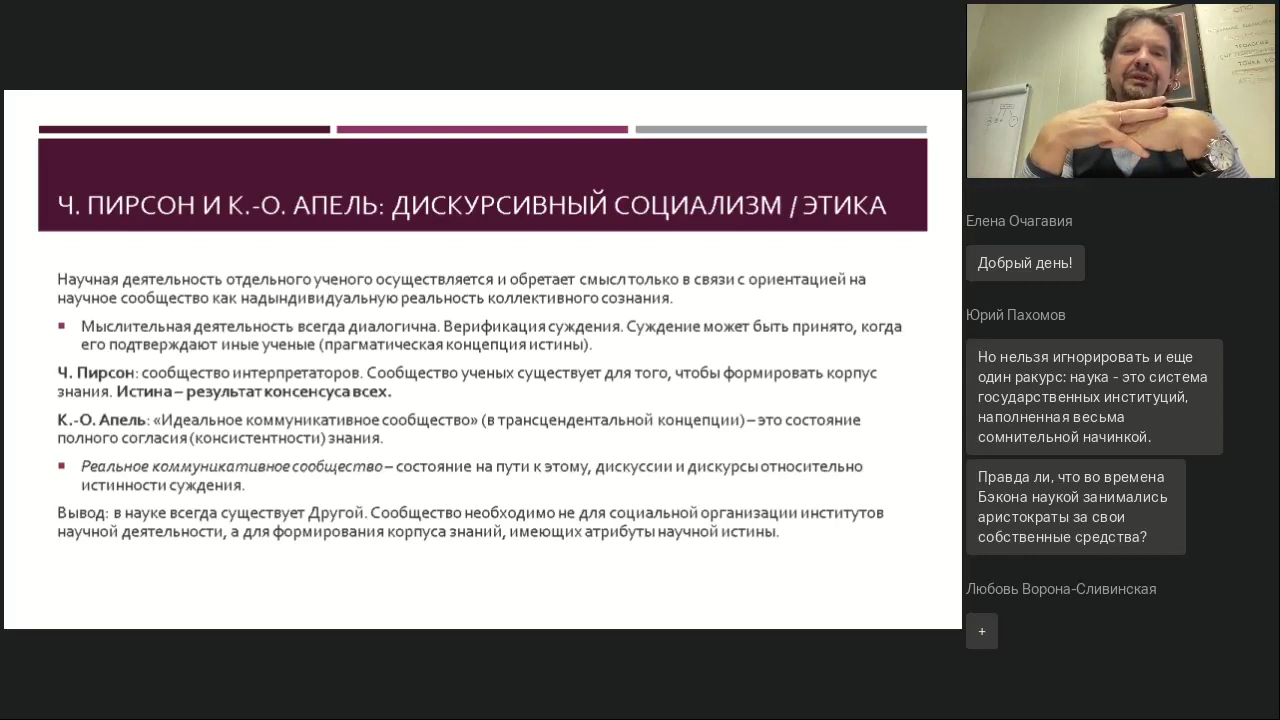 Ч. ПИРСОН И К.-О. АПЕЛЬ: ДИСКУРСИВНЫЙ СОЦИАЛИЗМ / ЭТИКА
Научная деятельность отдельного ученого осуществляется и обретает смысл только в связи с ориентацией на
научное сообщество как надындивидуальную реальность коллективного сознания.
Мыслительная деятельность всегда диалогична. Верификация суждения. Суждение может быть принято, когда
его подтверждают иные ученые (прагматическая концепция истины).
Ч. Пирсон: сообщество интерпретаторов. Сообщество ученых существует для того, чтобы формировать корпус
знания. Истина – результат консенсуса всех.
К.-О. Апель: «Идеальное коммуникативное сообщество» (в трансцендентальной концепции) – это состояние
полного согласия (консистентности) знания.
Реальное коммуникативное сообщество – состояние на пути к этому, дискуссии и дискурсы относительно
истинности суждения.
Вывод: в науке всегда существует Другой. Сообщество необходимо не для социальной организации институтов
научной деятельности, а для формирования корпуса знаний, имеющих атрибуты научной истины.
Елена Очагавия
Добрый день!
Юрий Пахомов
Но нельзя игнорировать и еще
один ракурс: наука - это система
государственных институций,
наполненная весьма
сомнительной начинкой.
Правда ли, что во времена
Бэкона наукой занимались
аристократы за свои
собственные средства?
Любовь Ворона-Сливинская
+